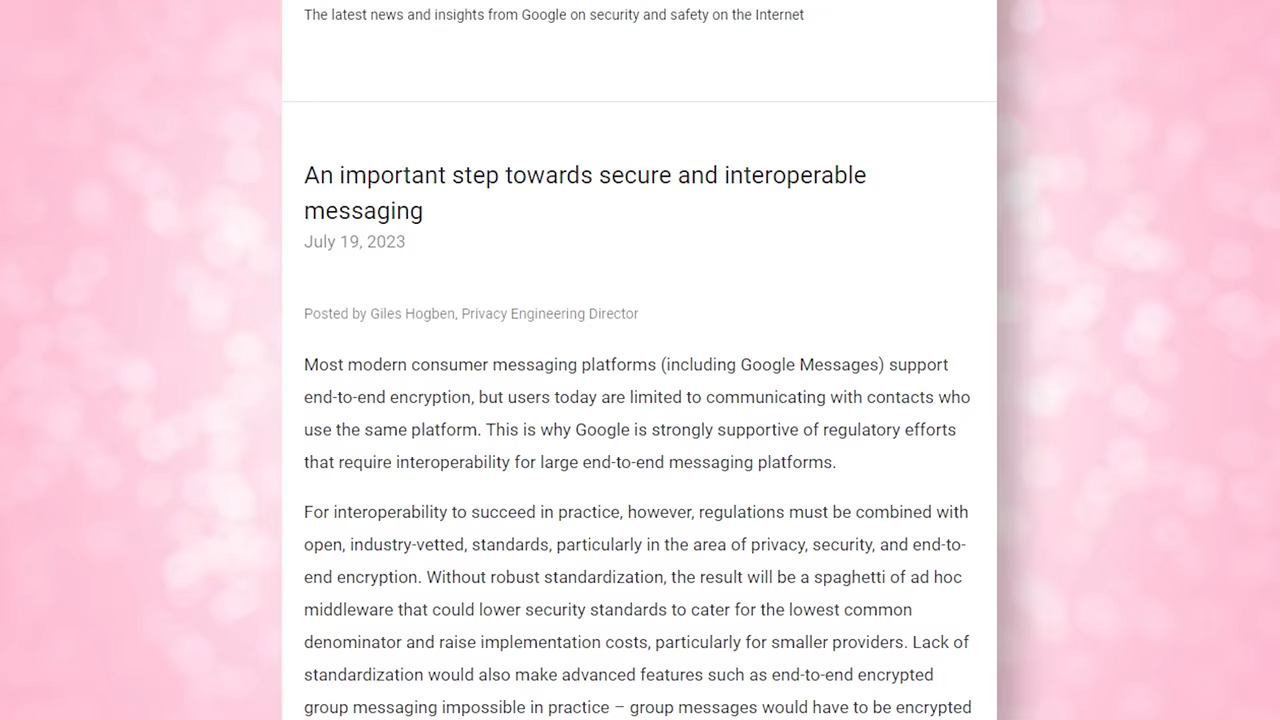 The latest news and insights from Google on security and safety on the Internet
An important step towards secure and interoperable
messaging
July 19, 2023
Posted by Giles Hogben, Privacy Engineering Director
Most modern consumer messaging platforms (including Google Messages) support
end-to-end encryption, but users today are limited to communicating with contacts who
use the same platform. This is why Google is strongly supportive of regulatory efforts
that require interoperability for large end-to-end messaging platforms.
For interoperability to succeed in practice, however, regulations must be combined with
open, industry-vetted, standards, particularly in the area of privacy, security, and end-to-
end encryption. Without robust standardization, the result will be a spaghetti of ad hoc
middleware that could lower security standards to cater for the lowest common
denominator and raise implementation costs, particularly for smaller providers. Lack of
standardization would also make advanced features such as end-to-end encrypted
group messaging impossible in practice – group messages would have to be encrypted